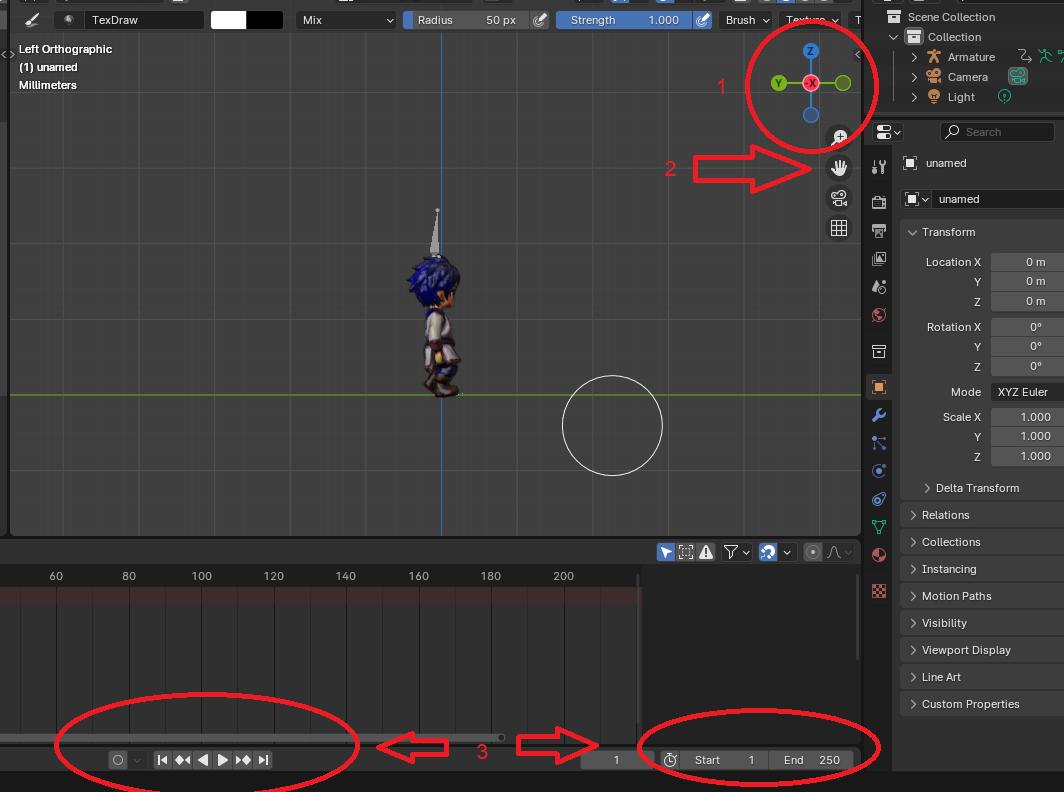 TexDraw
Mix
Radius 50 px
Strength 1.000
Brush
Texture
T
Left Orthographic
(1) unamed
Millimeters
1
Z
Y
-X
2
60 80 100 120 140 160 180 200
3
1
Start 1
End 250
Scene Collection
Collection
Armature
Camera
Light
Search
unamed
unamed
Transform
Location X 0 m
Y 0 m
Z 0 m
Rotation X 0°
Y 0°
Z 0°
Mode XYZ Euler
Scale X 1.000
Y 1.000
Z 1.000
Delta Transform
Relations
Collections
Instancing
Motion Paths
Visibility
Viewport Display
Line Art
Custom Properties